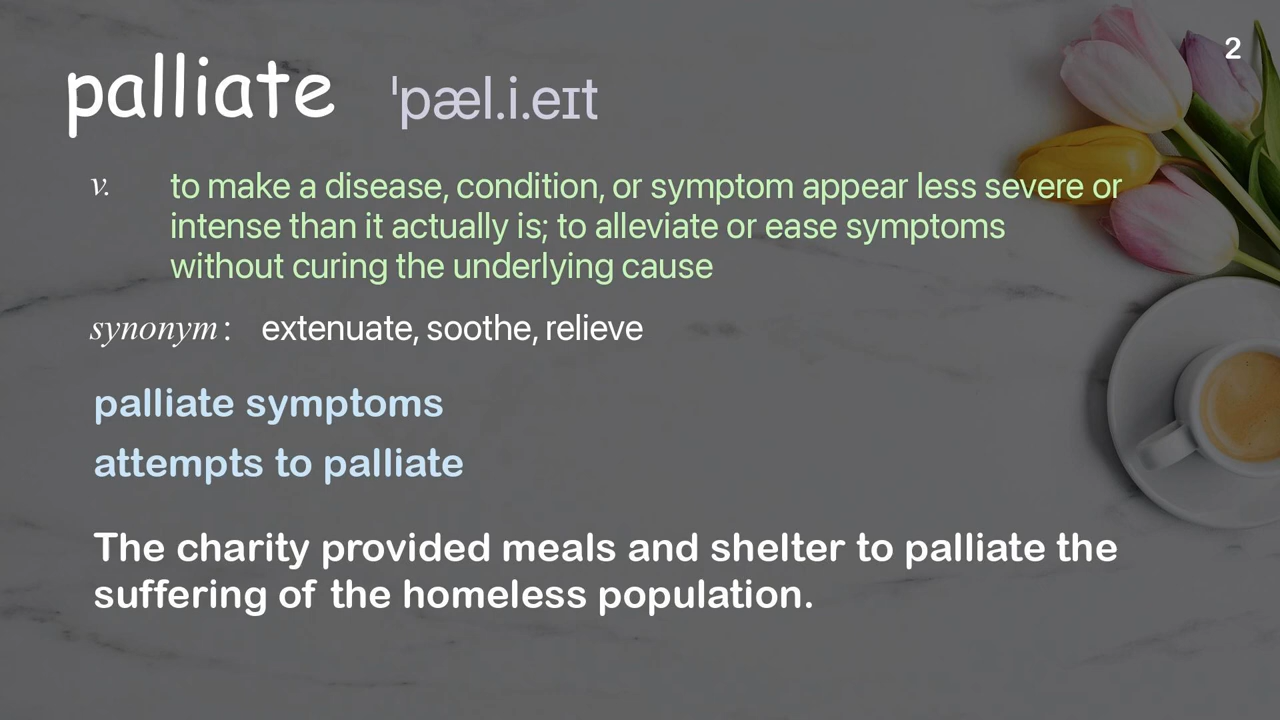 2
palliate ˈpæl.i.eɪt
v. to make a disease, condition, or symptom appear less severe or
intense than it actually is; to alleviate or ease symptoms
without curing the underlying cause
synonym: extenuate, soothe, relieve
palliate symptoms
attempts to palliate
The charity provided meals and shelter to palliate the
suffering of the homeless population.